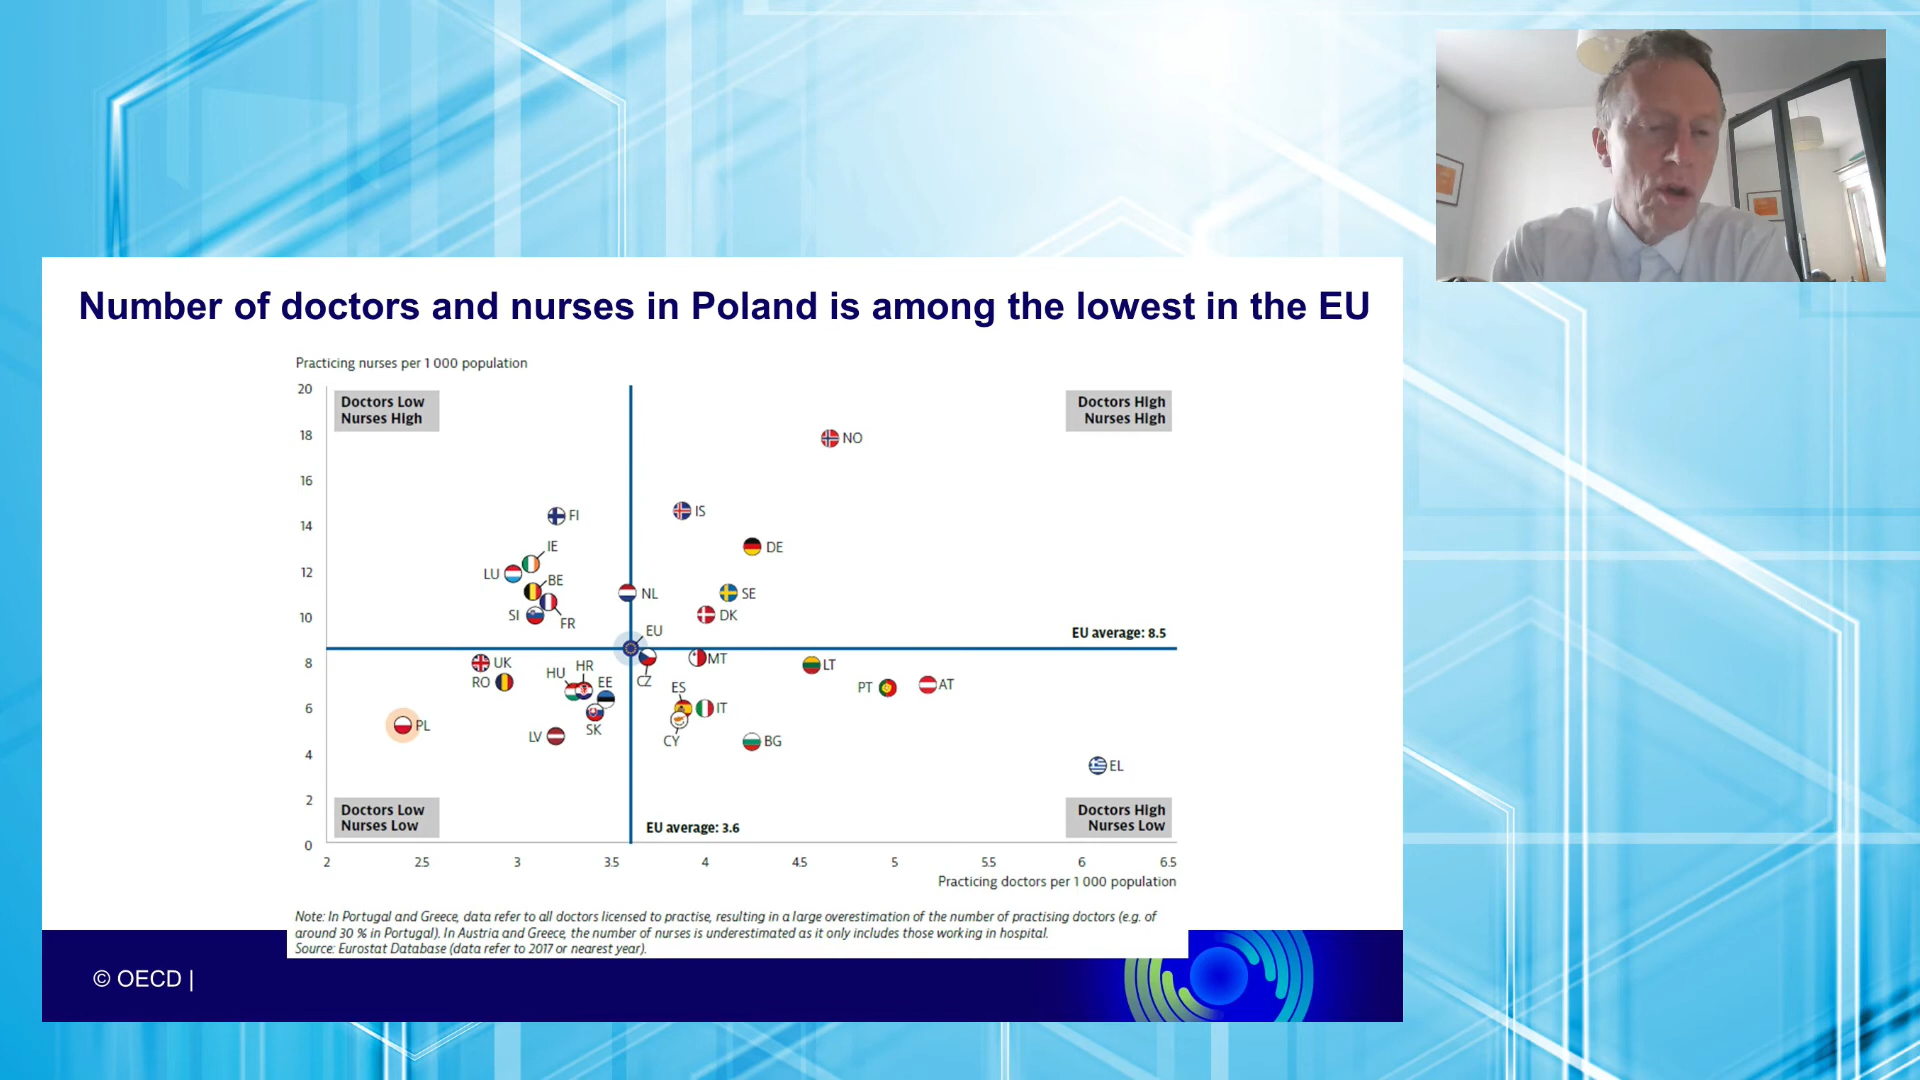 Number of doctors and nurses in Poland is among the lowest in the EU
Practicing nurses per 1 000 population
20
18
16
14
12
10
8
6
4
2
0
Doctors Low
Nurses High
Doctors High
Nurses High
NO
FI
IS
IE
DE
LU
BE
NL
SE
SI
FR
DK
EU
EU average: 8.5
UK
HU
HR
MT
LT
RO
EE
CZ
ES
PT
AT
PL
IT
LV
SK
CY
BG
EL
Doctors Low
Nurses Low
EU average: 3.6
Doctors High
Nurses Low
2 2.5 3 3.5 4 4.5 5 5.5 6 6.5
Practicing doctors per 1 000 population
Note: In Portugal and Greece, data refer to all doctors licensed to practise, resulting in a large overestimation of the number of practising doctors (e.g. of
around 30 % in Portugal). In Austria and Greece, the number of nurses is underestimated as it only includes those working in hospital.
Source: Eurostat Database (data refer to 2017 or nearest year).
© OECD |